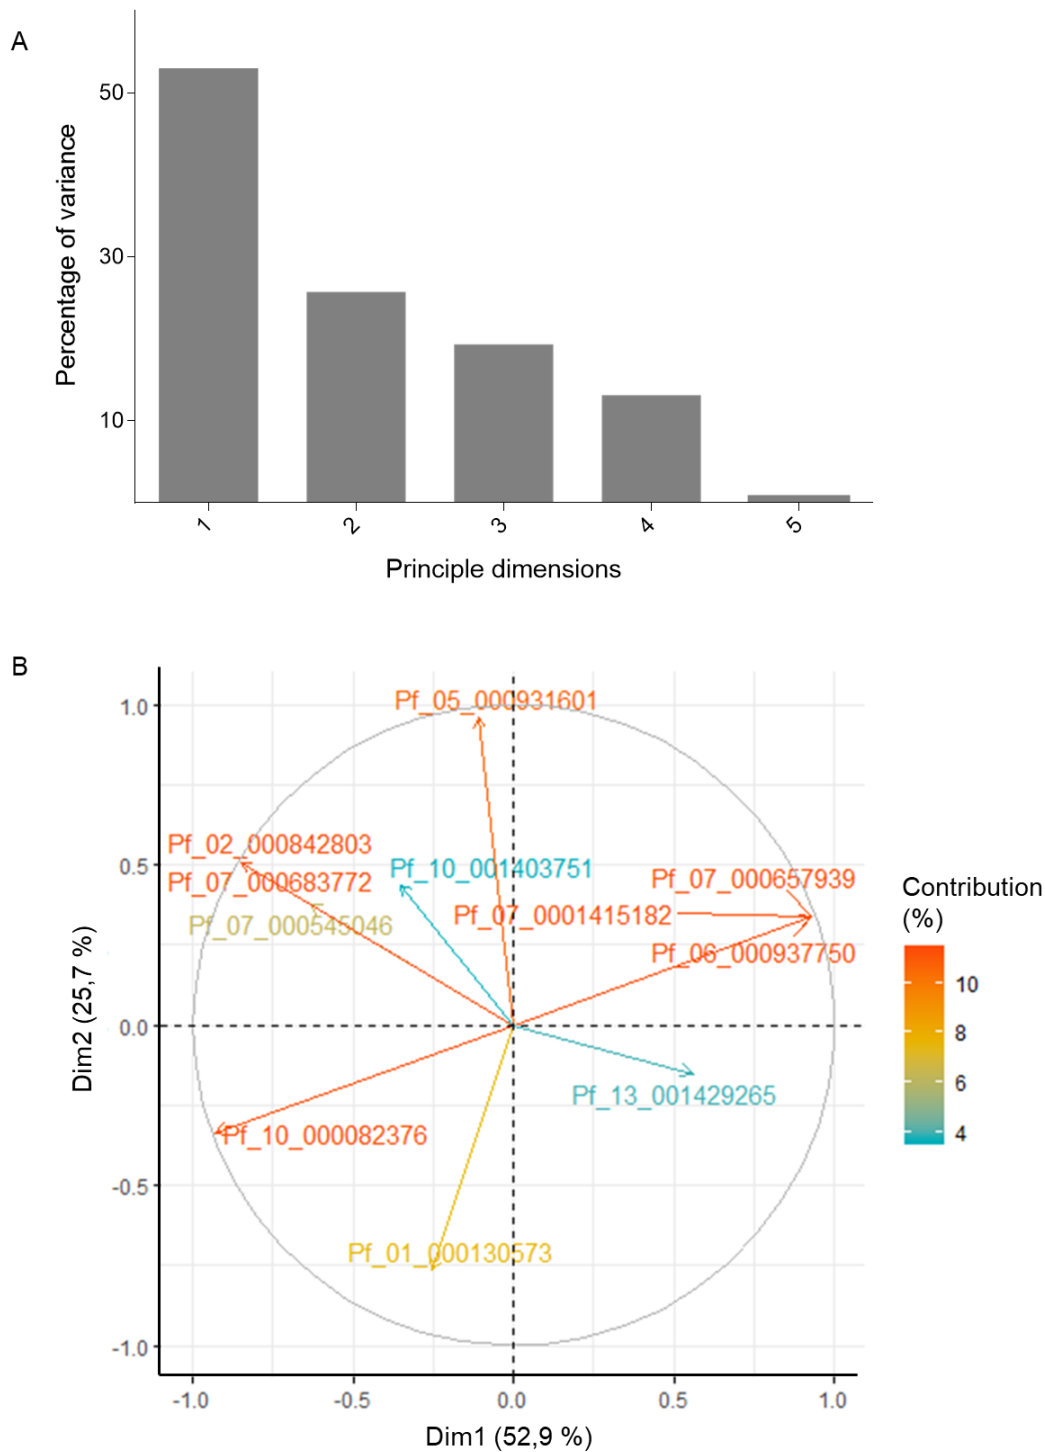 A
Percentage of variance
50
30
10
1
2
3
4
5
Principle dimensions
B
Dim2 (25,7 %)
1.0
0.5
0.0
-0.5
-1.0
Pf_05_000931601
Pf_02_000842803
Pf_10_001403751
Pf_07_000683772
Pf_07_000657939
Pf_07_0001415182
Pf_07_000545046
Pf_06_000937750
Pf_13_001429265
Pf_10_000082376
Pf_01_000130573
-1.0
-0.5
0.0
0.5
1.0
Dim1 (52,9 %)
Contribution
(%)
10
8
6
4